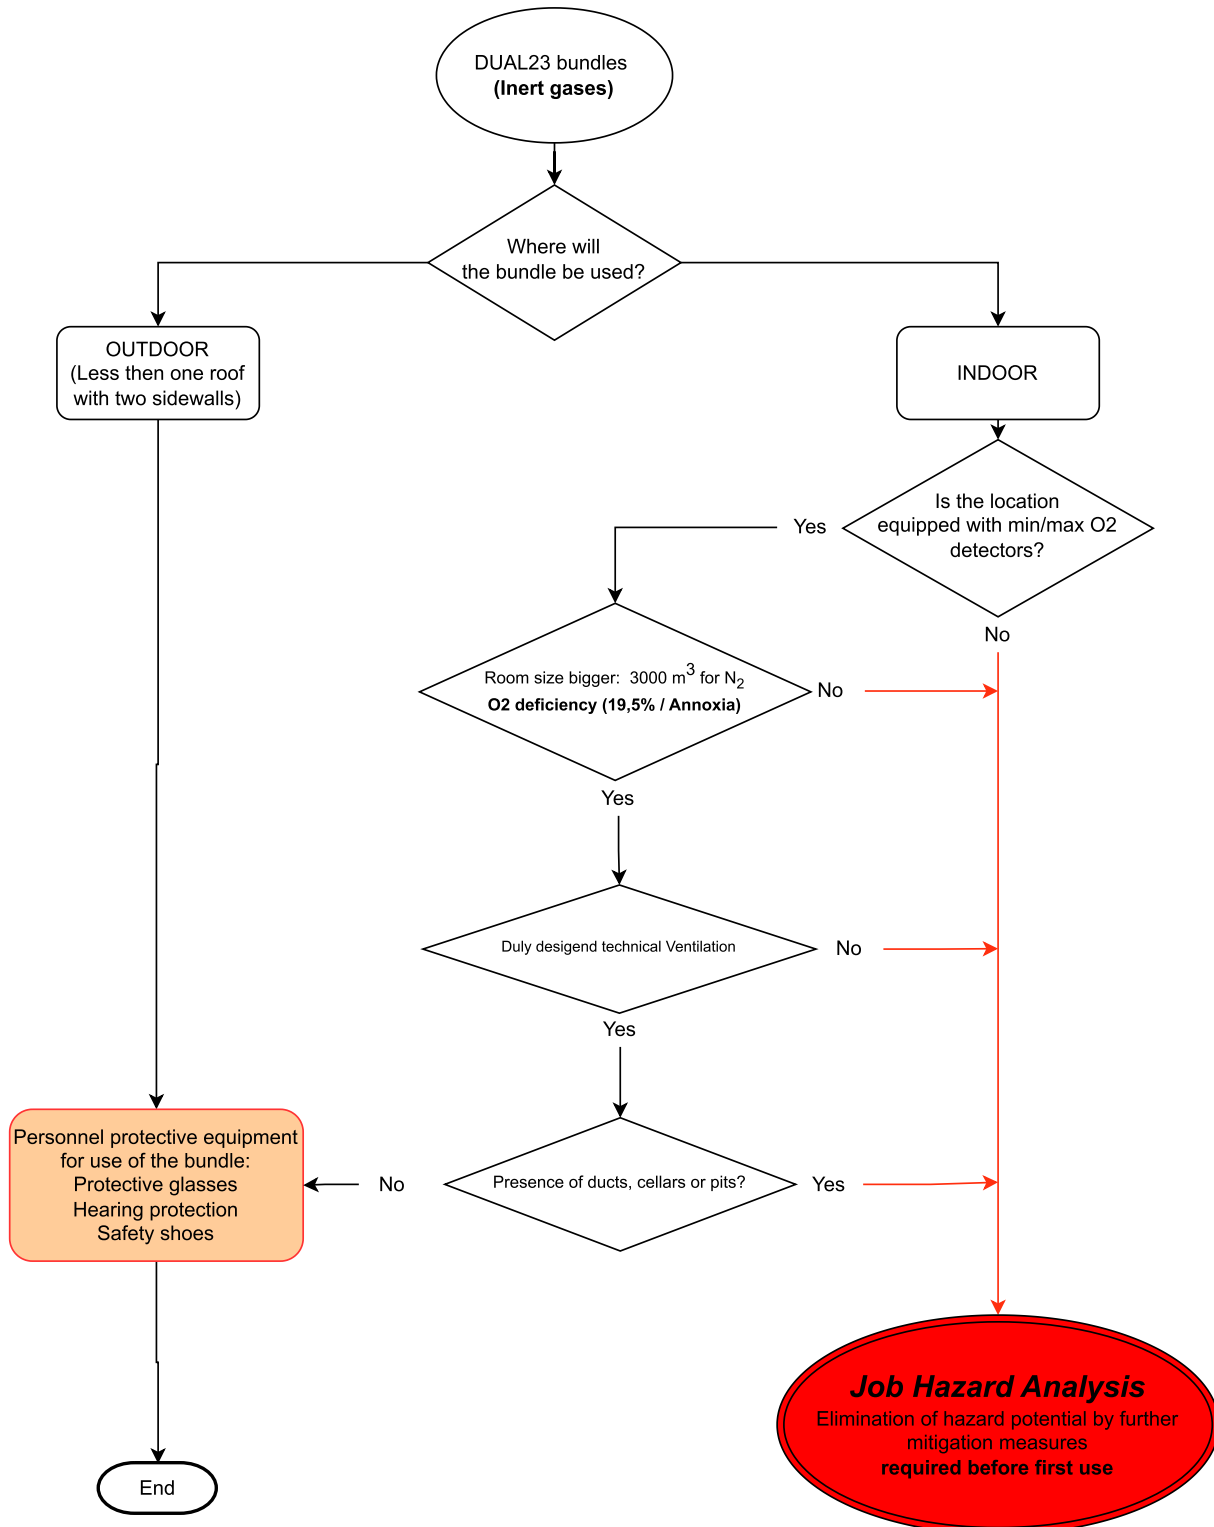 DUAL23 bundles
(Inert gases)
Where will
the bundle be used?
OUTDOOR
(Less then one roof
with two sidewalls)
INDOOR
Is the location
equipped with min/max O2
detectors?
Yes
No
Room size bigger: 3000 m3 for N2
O2 deficiency (19,5% / Annoxia)
No
Yes
Duly desigend technical Ventilation
No
Yes
Personnel protective equipment
for use of the bundle:
Protective glasses
Hearing protection
Safety shoes
No
Presence of ducts, cellars or pits?
Yes
Job Hazard Analysis
Elimination of hazard potential by further
mitigation measures
required before first use
End